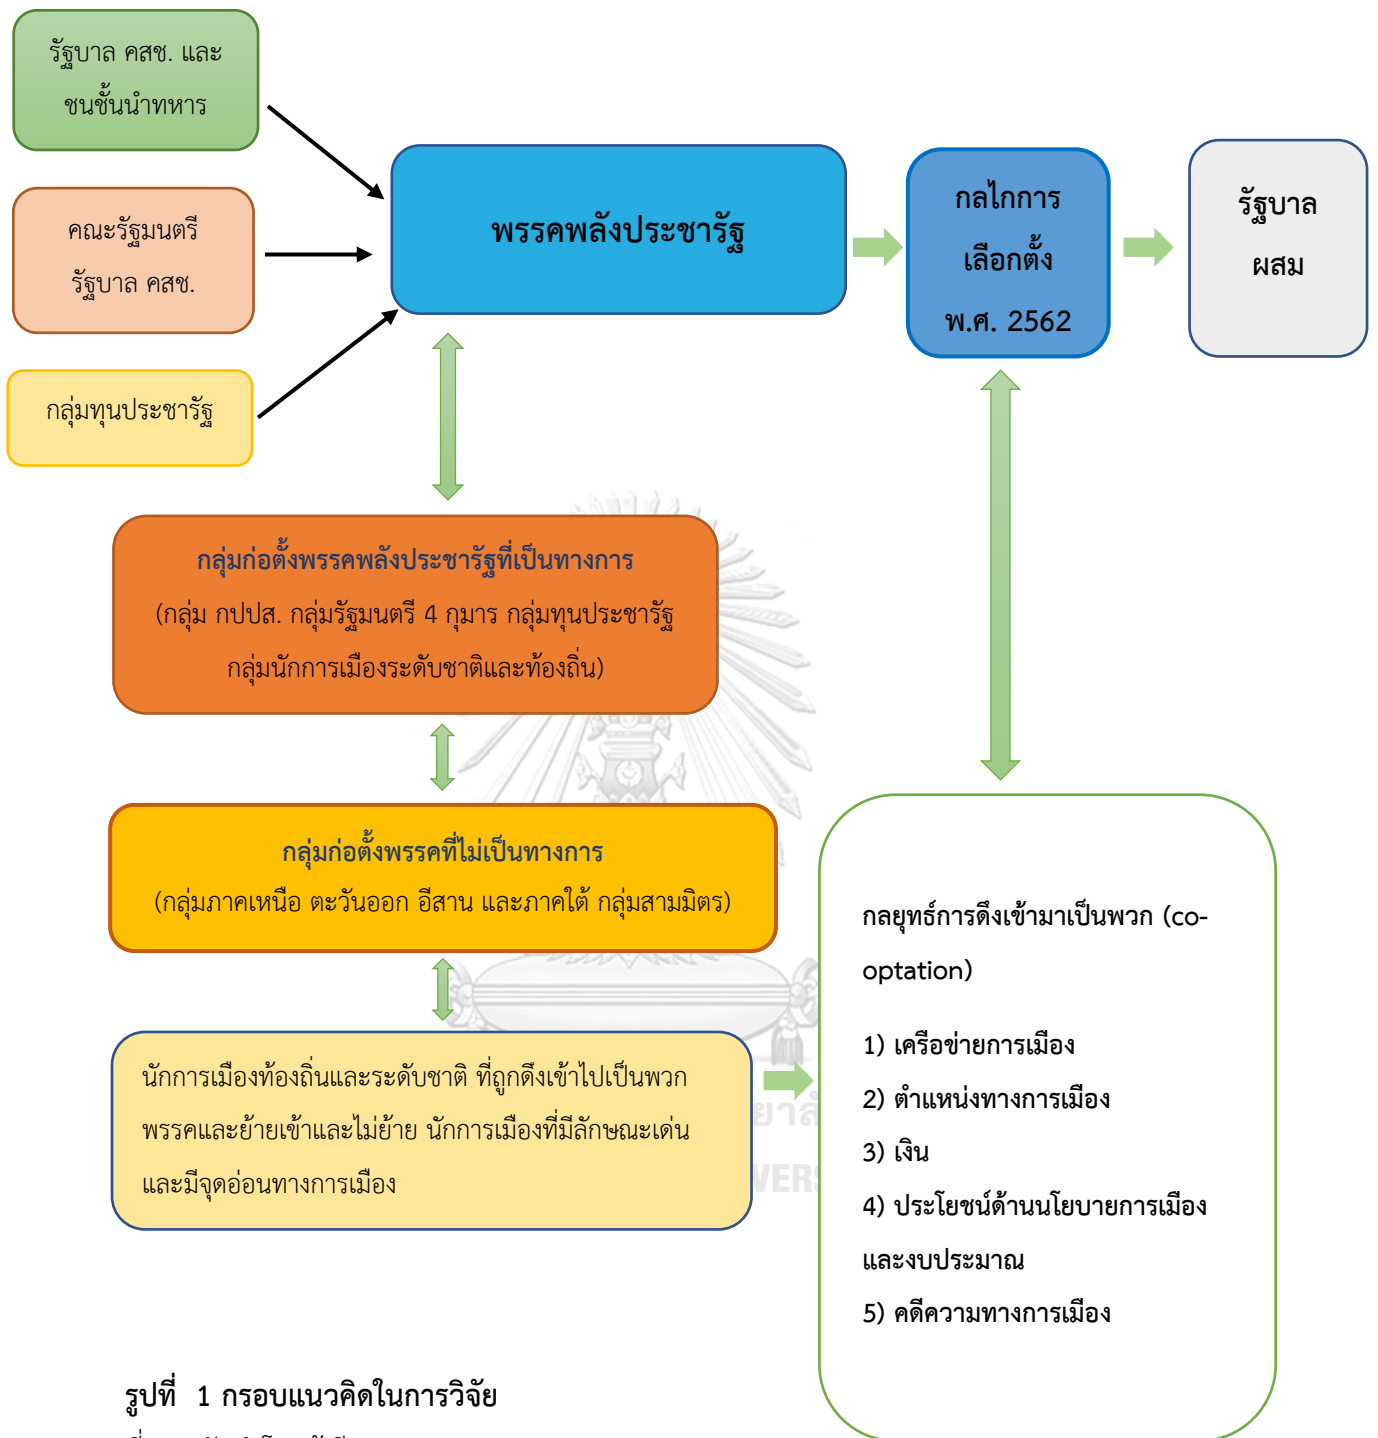 รัฐบาล คสช. และ
ชนชั้นนำทหาร
คณะรัฐมนตรี
รัฐบาล คสช.
กลุ่มทุนประชารัฐ
พรรคพลังประชารัฐ
กลไกการ
เลือกตั้ง
พ.ศ. 2562
รัฐบาล
ผสม
กลุ่มก่อตั้งพรรคพลังประชารัฐที่เป็นทางการ
(กลุ่ม กปปส. กลุ่มรัฐมนตรี 4 กุมาร กลุ่มทุนประชารัฐ
กลุ่มนักการเมืองระดับชาติและท้องถิ่น)
กลุ่มก่อตั้งพรรคที่ไม่เป็นทางการ
(กลุ่มภาคเหนือ ตะวันออก อีสาน และภาคใต้ กลุ่มสามมิตร)
นักการเมืองท้องถิ่นและระดับชาติ ที่ถูกดึงเข้าไปเป็นพวก
พรรคและย้ายเข้าและไม่ย้าย นักการเมืองที่มีลักษณะเด่น
และมีจุดอ่อนทางการเมือง
กลยุทธ์การดึงเข้ามาเป็นพวก (co-
optation)
1) เครือข่ายการเมือง
2) ตำแหน่งทางการเมือง
3) เงิน
4) ประโยชน์ด้านนโยบายการเมือง
และงบประมาณ
5) คดีความทางการเมือง
รูปที่ 1 กรอบแนวคิดในการวิจัย